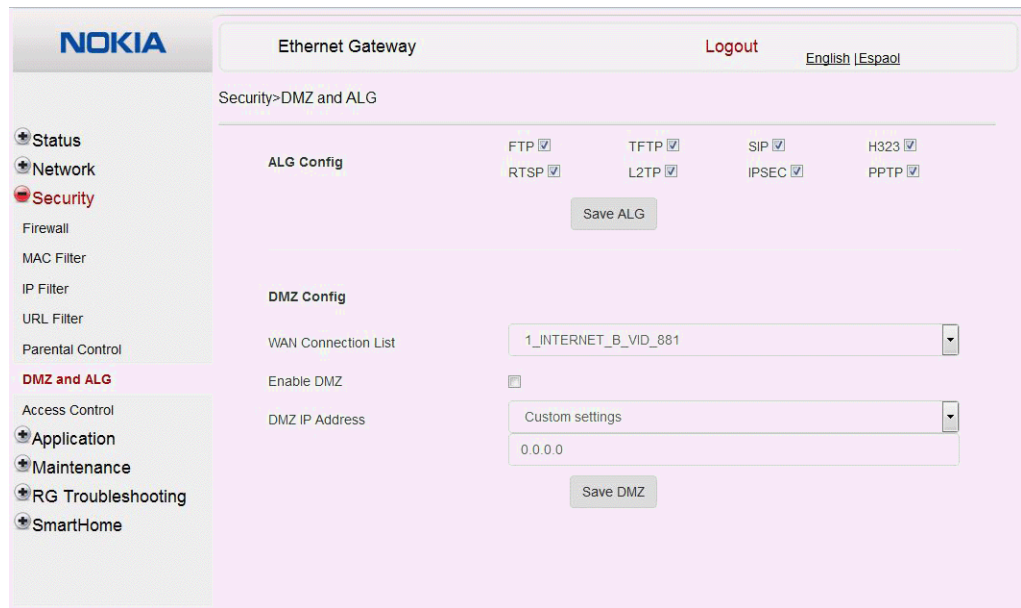 NOKIA
Ethernet Gateway
Logout
English | Espaol
Security>DMZ and ALG
Status
Network
Security
Firewall
MAC Filter
IP Filter
URL Filter
Parental Control
DMZ and ALG
Access Control
Application
Maintenance
RG Troubleshooting
SmartHome
ALG Config
FTP TFTP SIP H323
RTSP L2TP IPSEC PPTP
Save ALG
DMZ Config
WAN Connection List 1_INTERNET_B_VID_881
Enable DMZ
DMZ IP Address Custom settings
0.0.0.0
Save DMZ